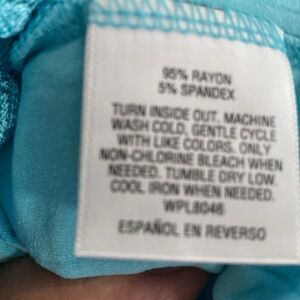 95% RAYON
5% SPANDEX
TURN INSIDE OUT, MACHINE
WASH COLD, GENTLE CYCLE
WITH LIKE COLORS. ONLY
NON-CHLORINE BLEACH WHEN
NEEDED. TUMBLE DRY LOW.
COOL IRON WHEN NEEDED.
WPL8046
ESPAÑOL EN REVERSO